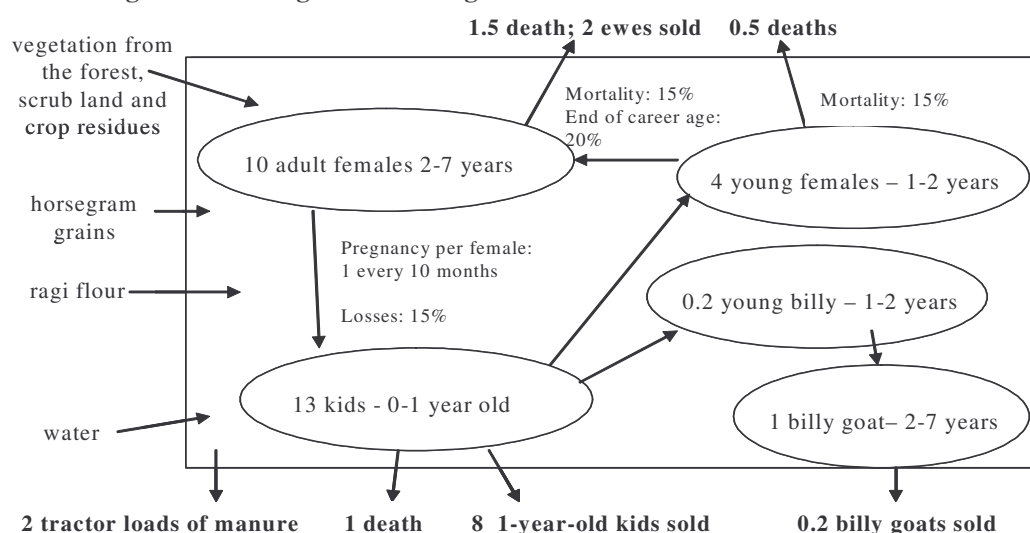 1.5 death; 2 ewes sold 0.5 deaths
vegetation from
the forest,
scrub land and
crop residues
Mortality: 15%
End of career age:
20%
Mortality: 15%
10 adult females 2-7 years
4 young females – 1-2 years
horsegram
grains
Pregnancy per female:
1 every 10 months
ragi flour
0.2 young billy – 1-2 years
Losses: 15%
13 kids - 0-1 year old
1 billy goat– 2-7 years
water
2 tractor loads of manure 1 death 8 1-year-old kids sold 0.2 billy goats sold